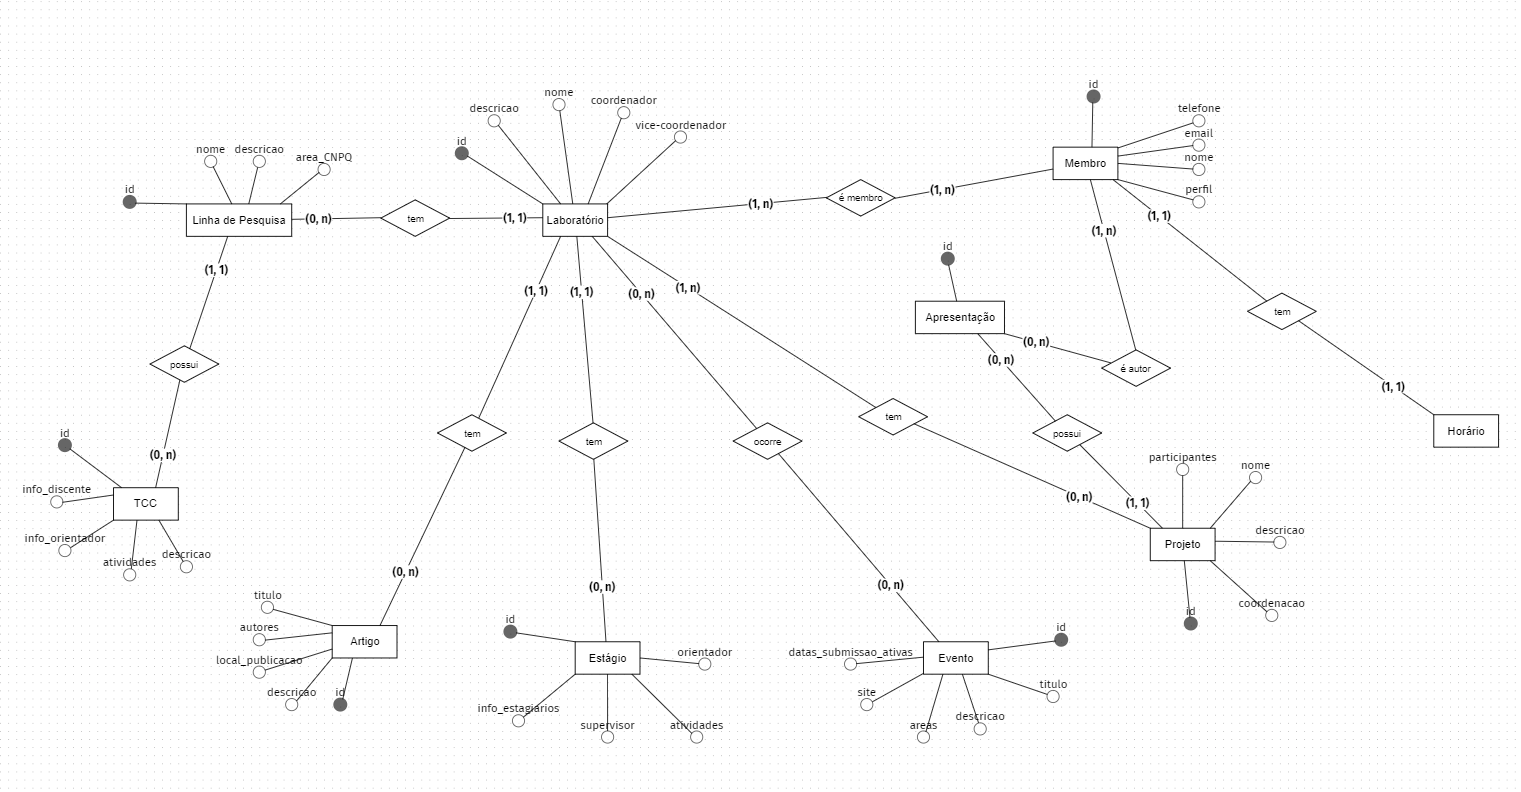 id
telefone
email
nome
perfil
Membro
nome
descricao
coordenador
vice-coordenador
id
Laboratório
nome
descricao
area_CNPQ
id
Linha de Pesquisa
(0, n)
tem
(1, 1)
(1, n)
é membro
(1, n)
(1, 1)
(1, n)
id
Apresentação
(0, n)
(0, n)
é autor
tem
(1, 1)
Horário
(1, 1)
possui
(0, n)
(1, 1)
(1, 1)
(0, n)
(1, n)
tem
tem
ocorre
tem
possui
(0, n)
(1, 1)
id
info_discente
TCC
info_orientador
atividades
descricao
participantes
nome
descricao
Projeto
coordenacao
id
(0, n)
(0, n)
(0, n)
titulo
autores
Artigo
local_publicacao
descricao
id
id
Estágio
orientador
info_estagiarios
supervisor
atividades
id
datas_submissao_ativas
Evento
site
titulo
areas
descricao